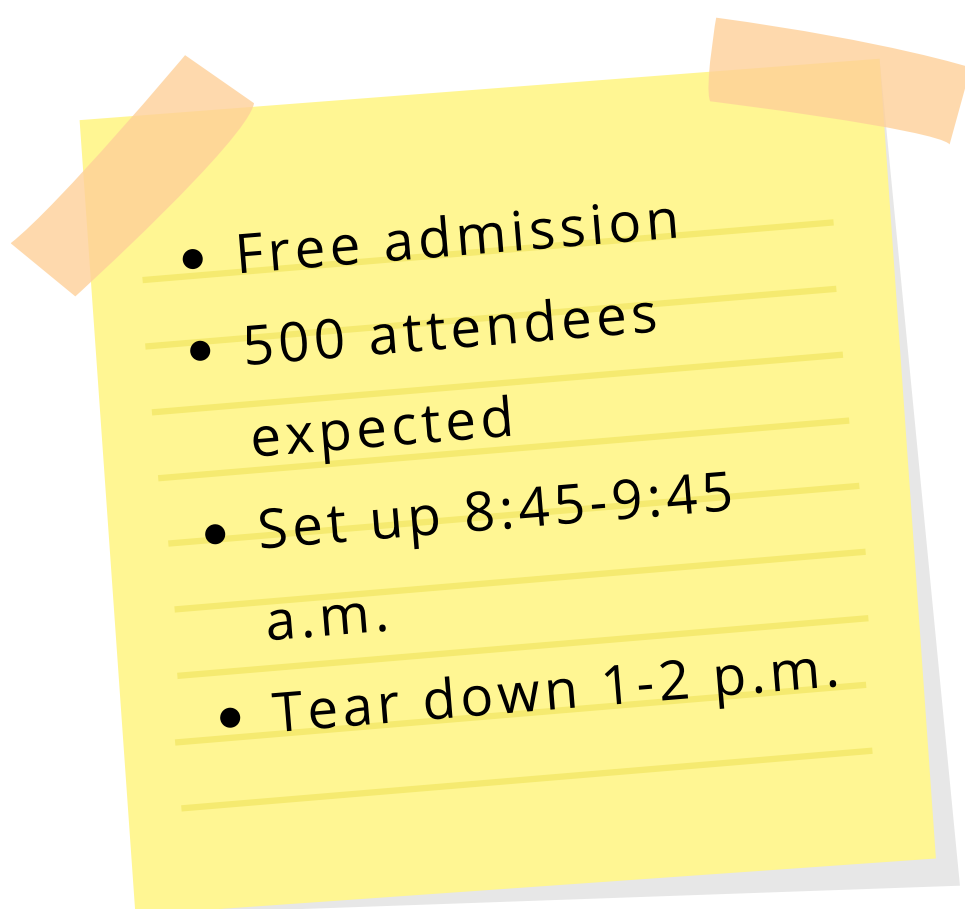 • Free admission
• 500 attendees
expected
• Set up 8:45-9:45
a.m.
• Tear down 1-2 p.m.